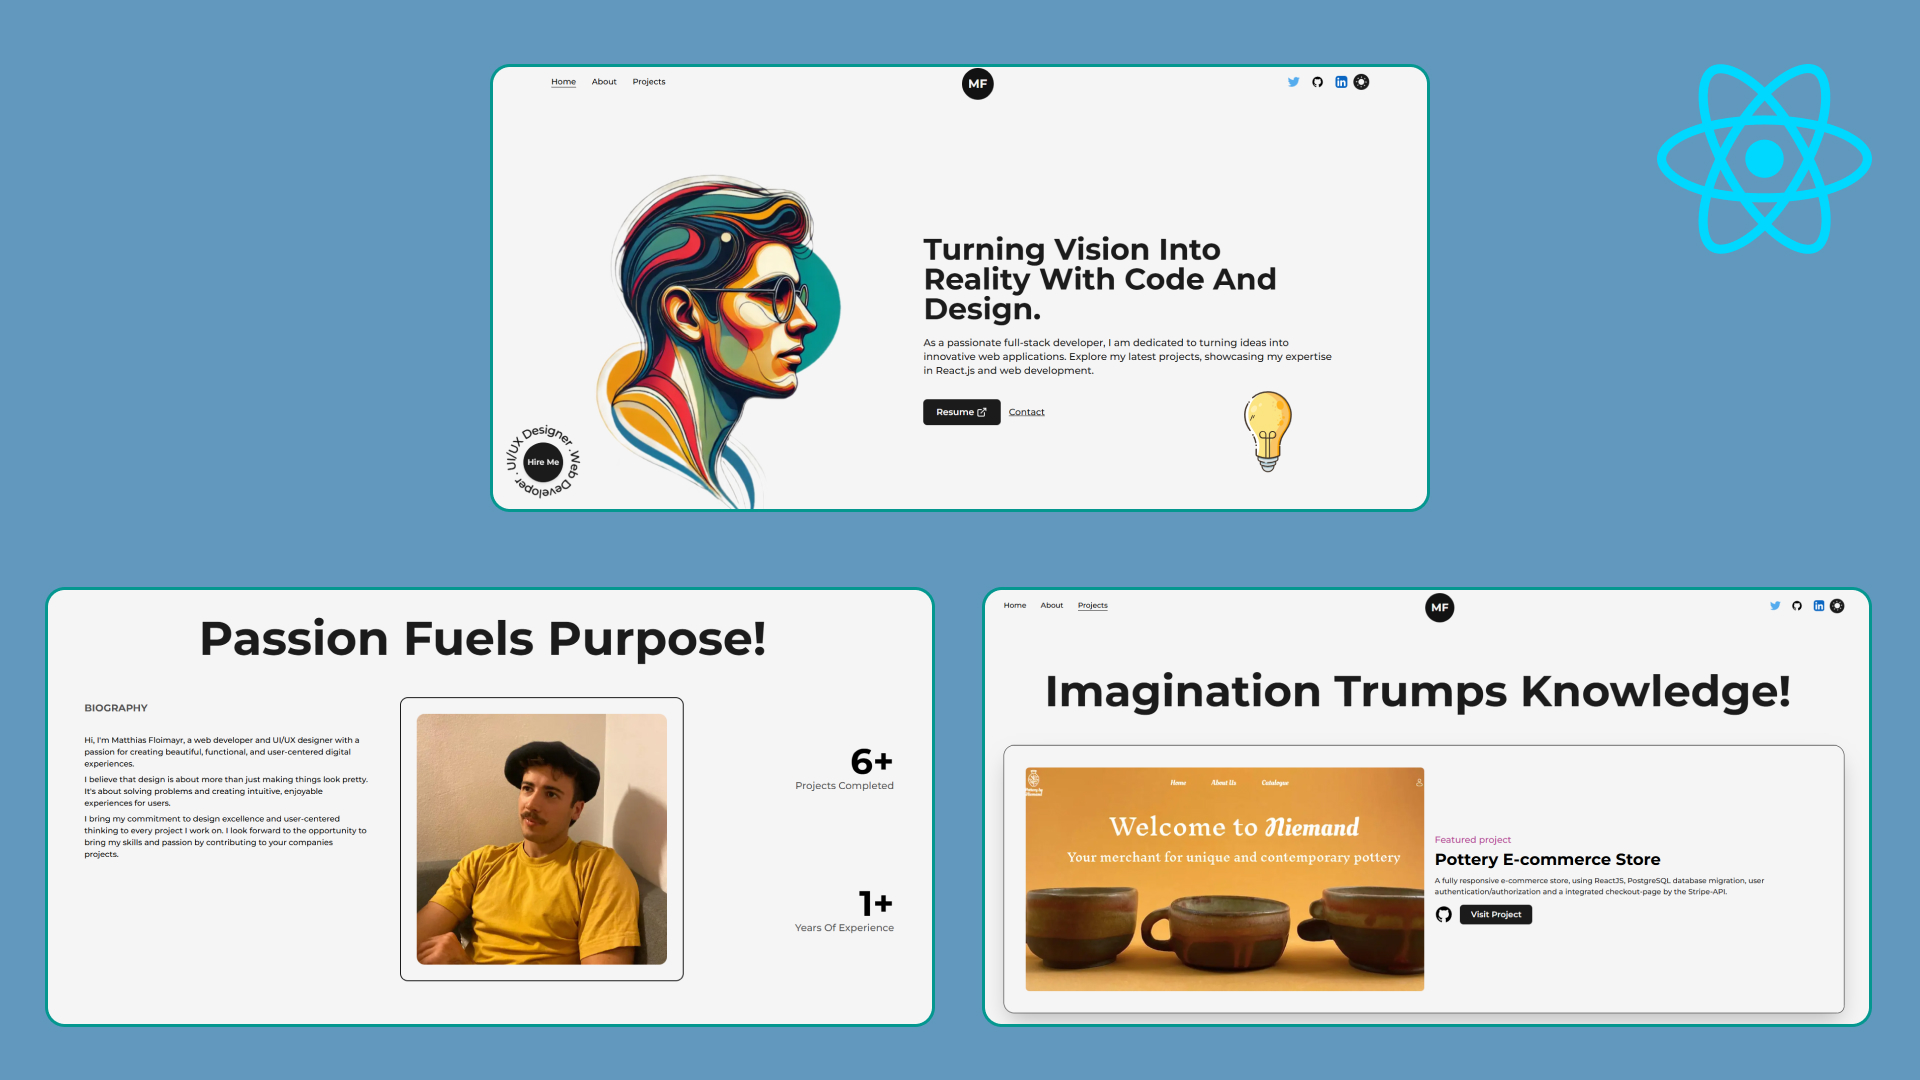 Home About Projects
MF
Turning Vision Into
Reality With Code And
Design.
As a passionate full-stack developer, I am dedicated to turning ideas into
innovative web applications. Explore my latest projects, showcasing my expertise
in React.js and web development.
Resume Contact
UI/UX Designer . Web Developer .
Hire Me
Passion Fuels Purpose!
BIOGRAPHY
Hi, I'm Matthias Floimayr, a web developer and UI/UX designer with a
passion for creating beautiful, functional, and user-centered digital
experiences.
I believe that design is about more than just making things look pretty.
It's about solving problems and creating intuitive, enjoyable
experiences for users.
I bring my commitment to design excellence and user-centered
thinking to every project I work on. I look forward to the opportunity to
bring my skills and passion by contributing to your companies
projects.
6+
Projects Completed
1+
Years Of Experience
Home About Projects
MF
in
Imagination Trumps Knowledge!
Home About Us Catalogue
Welcome to Niemand
Your merchant for unique and contemporary pottery
Featured project
Pottery E-commerce Store
A fully responsive e-commerce store, using ReactJS, PostgreSQL database migration, user
authentication/authorization and a integrated checkout-page by the Stripe-API.
Visit Project